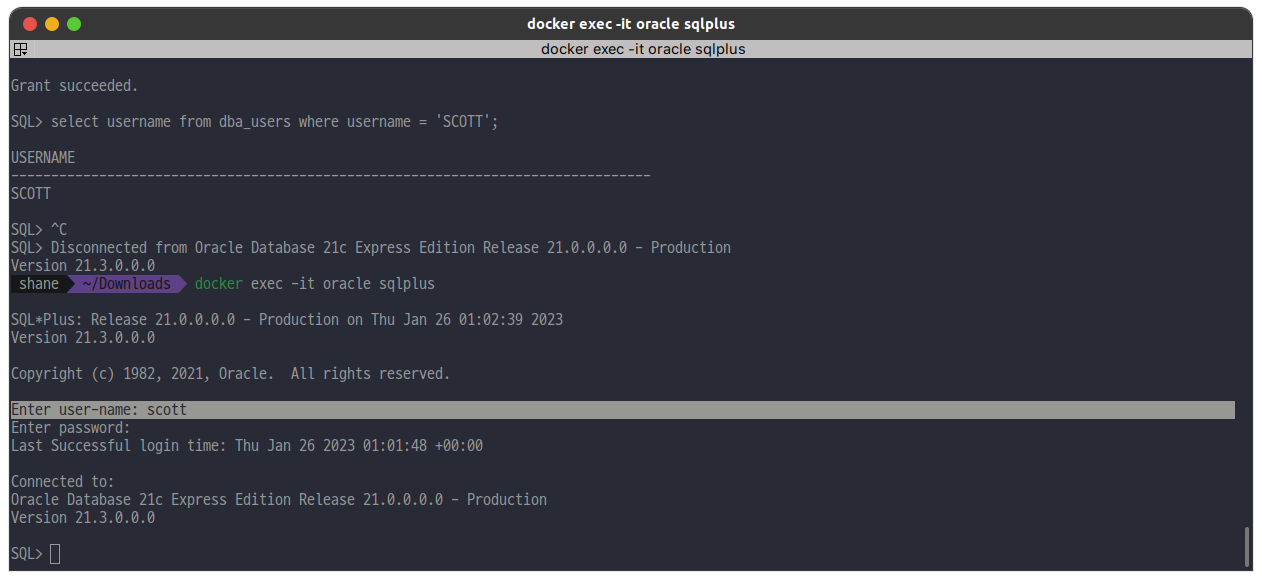 docker exec -it oracle sqlplus
docker exec -it oracle sqlplus
Grant succeeded.
SQL> select username from dba_users where username = 'SCOTT';
USERNAME
--------------------------------------------------------------------------------
SCOTT
SQL> ^C
SQL> Disconnected from Oracle Database 21c Express Edition Release 21.0.0.0.0 - Production
Version 21.3.0.0.0
shane ~/Downloads docker exec -it oracle sqlplus
SQL*Plus: Release 21.0.0.0.0 - Production on Thu Jan 26 01:02:39 2023
Version 21.3.0.0.0
Copyright (c) 1982, 2021, Oracle.  All rights reserved.
Enter user-name: scott
Enter password:
Last Successful login time: Thu Jan 26 2023 01:01:48 +00:00
Connected to:
Oracle Database 21c Express Edition Release 21.0.0.0.0 - Production
Version 21.3.0.0.0
SQL>